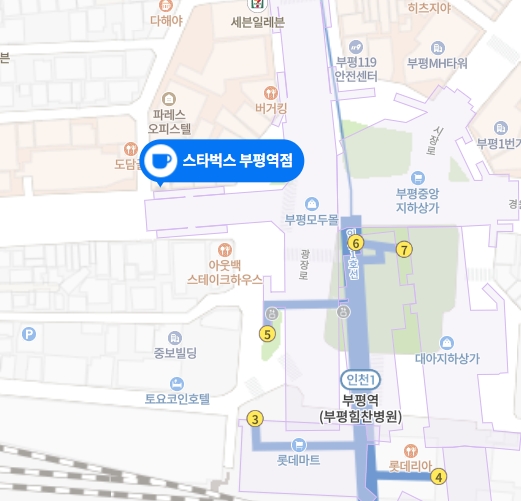 다해야
7
세븐일레븐
히즈지야
븐
부평119
안전센터
부평MH타워
버거킹
파레스
오피스텔
시장로
부평1번가
도담골
스타벅스 부평역점
부평중앙
지하상가
부평모두몰
6
7
아웃백
스테이크하우스
광장로
호선
5
P
중보빌딩
대아지하상가
토요코인호텔
인천1
부평역
(부평힘찬병원)
3
롯데마트
롯데리아
4